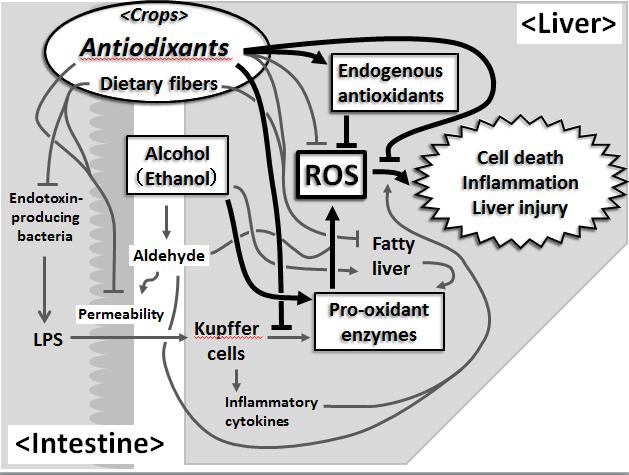 <Crops>
<Liver>
Antiodixants
Dietary fibers
Endogenous
antioxidants
Alcohol
(Ethanol)
ROS
Cell death
Inflammation
Liver injury
Endotoxin-
producing
bacteria
Aldehyde
Fatty
liver
Permeability
Pro-oxidant
enzymes
LPS
Kupffer
cells
Inflammatory
cytokines
<Intestine>